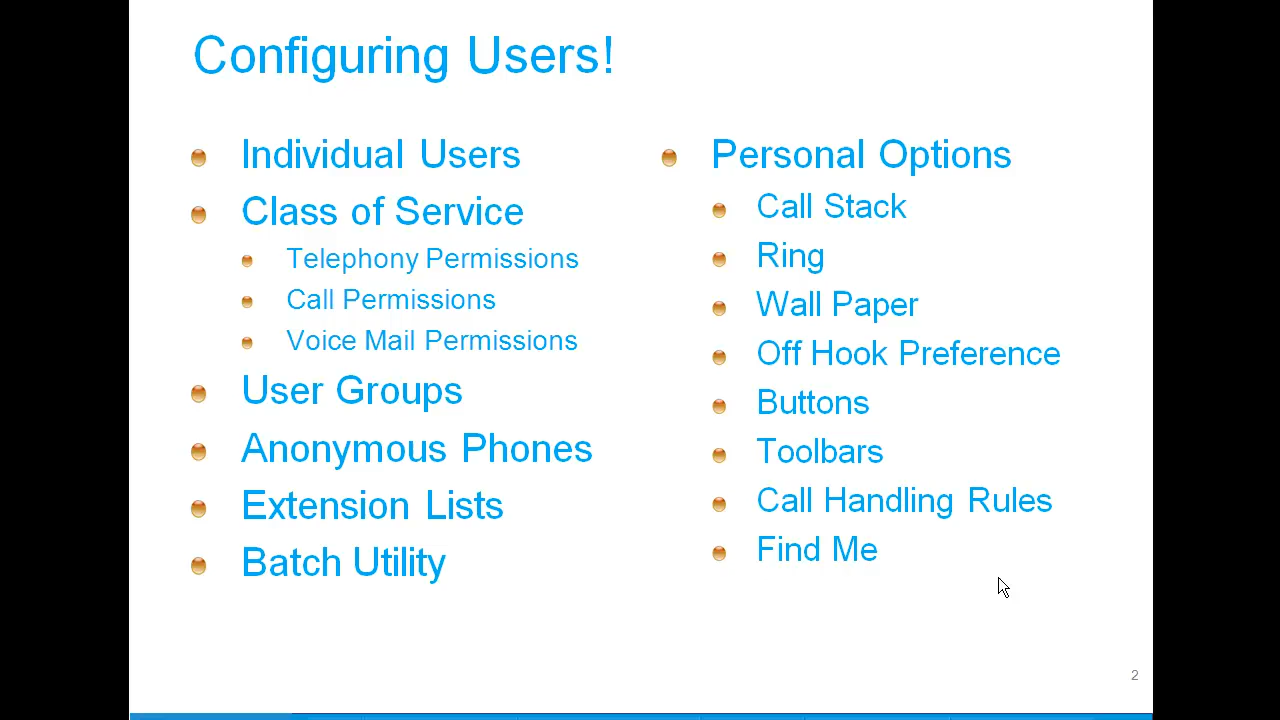 Configuring Users!
Individual Users
Class of Service
Telephony Permissions
Call Permissions
Voice Mail Permissions
User Groups
Anonymous Phones
Extension Lists
Batch Utility
Personal Options
Call Stack
Ring
Wall Paper
Off Hook Preference
Buttons
Toolbars
Call Handling Rules
Find Me
2